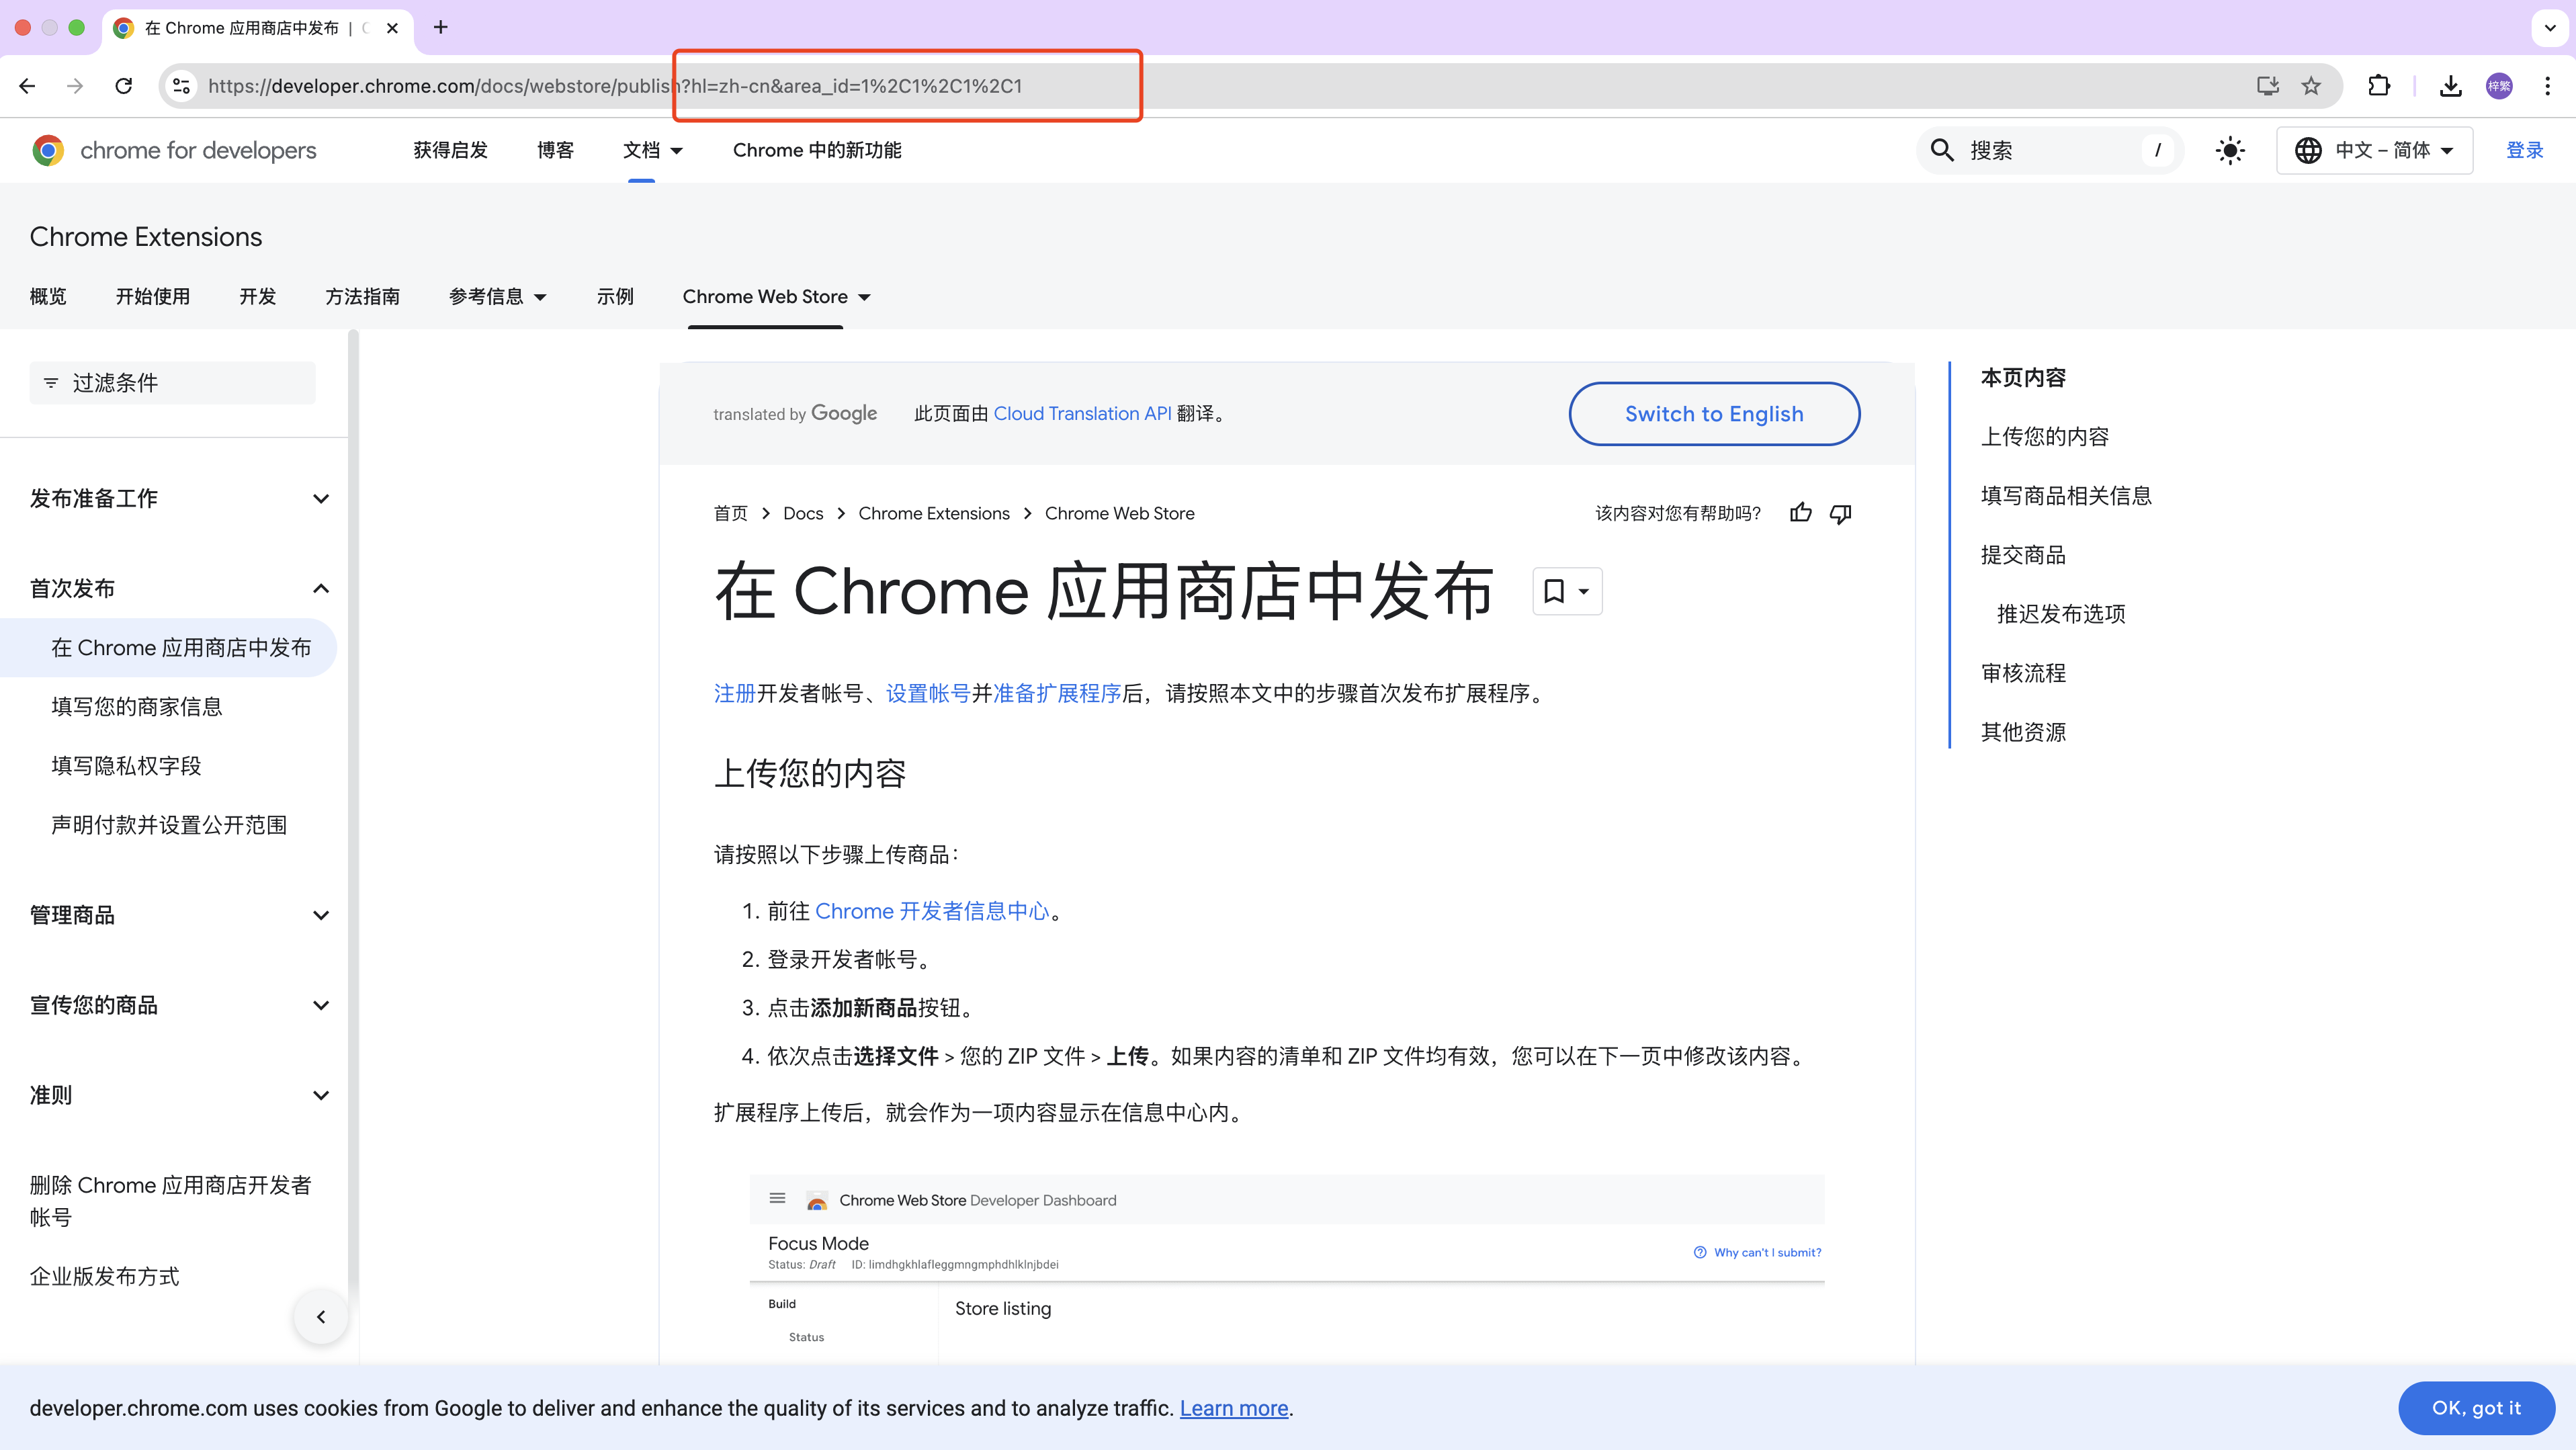 在 Chrome 应用商店中发布 |
https://developer.chrome.com/docs/webstore/publish?hl=zh-cn&area_id=1%2C1%2C1%2C1
梓繁
chrome for developers
获得启发
博客
文档
Chrome 中的新功能
搜索
/
中文 – 简体
登录
Chrome Extensions
概览
开始使用
开发
方法指南
参考信息
示例
Chrome Web Store
过滤条件
发布准备工作
首次发布
在 Chrome 应用商店中发布
填写您的商家信息
填写隐私权字段
声明付款并设置公开范围
管理商品
宣传您的商品
准则
删除 Chrome 应用商店开发者
帐号
企业版发布方式
translated by Google
此页面由 Cloud Translation API 翻译。
Switch to English
首页
Docs
Chrome Extensions
Chrome Web Store
该内容对您有帮助吗?
在 Chrome 应用商店中发布
注册开发者帐号、设置帐号并准备扩展程序后，请按照本文中的步骤首次发布扩展程序。
上传您的内容
请按照以下步骤上传商品：
1. 前往 Chrome 开发者信息中心。
2. 登录开发者帐号。
3. 点击添加新商品按钮。
4. 依次点击选择文件 > 您的 ZIP 文件 > 上传。如果内容的清单和 ZIP 文件均有效，您可以在下一页中修改该内容。
扩展程序上传后，就会作为一项内容显示在信息中心内。
Chrome Web Store Developer Dashboard
Focus Mode
Status: Draft ID: limdhgkhlafleggmngmphdhlklnjbdei
Why can't I submit?
Build
Status
Store listing
本页内容
上传您的内容
填写商品相关信息
提交商品
推迟发布选项
审核流程
其他资源
developer.chrome.com uses cookies from Google to deliver and enhance the quality of its services and to analyze traffic. Learn more.
OK, got it